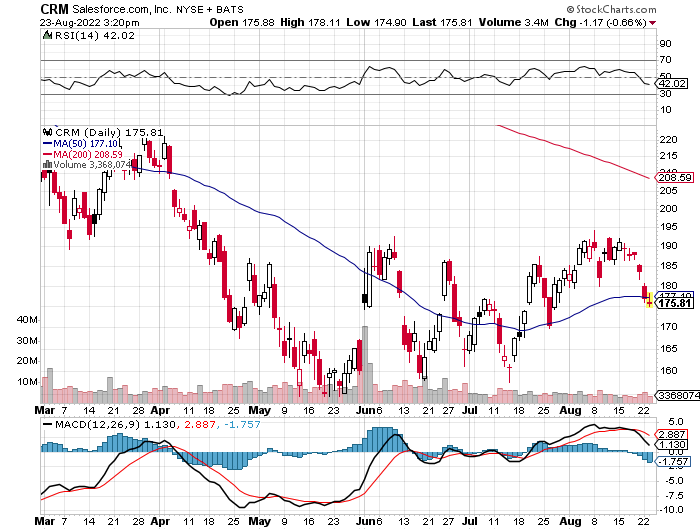 CRM Salesforce.com, Inc. NYSE + BATS © StockCharts.com
23-Aug-2022 3:20pm Open 175.88 High 178.11 Low 174.90 Last 175.81 Volume 3.4M Chg -1.17 (-0.66%)
RSI(14) 42.02
90
70
50
42.02
30
10
CRM (Daily) 175.81
MA(50) 177.10
MA(200) 208.59
Volume 3,368,074
220
215
208.59
205
200
195
190
185
180
175.81
170
165
160
40M
30M
20M
10M
3368074
Mar 7 14 21 Apr 11 18 25 May 9 16 23 Jun 6 13 21 27 Jul 11 18 25 Aug 8 15 22
MACD(12,26,9) 1.130, 2.887, -1.757
5.0
2.887
1.130
-1.757
-5.0
-7.5
-10.0
Mar 7 14 21 Apr 11 18 25 May 9 16 23 Jun 6 13 21 27 Jul 11 18 25 Aug 8 15 22